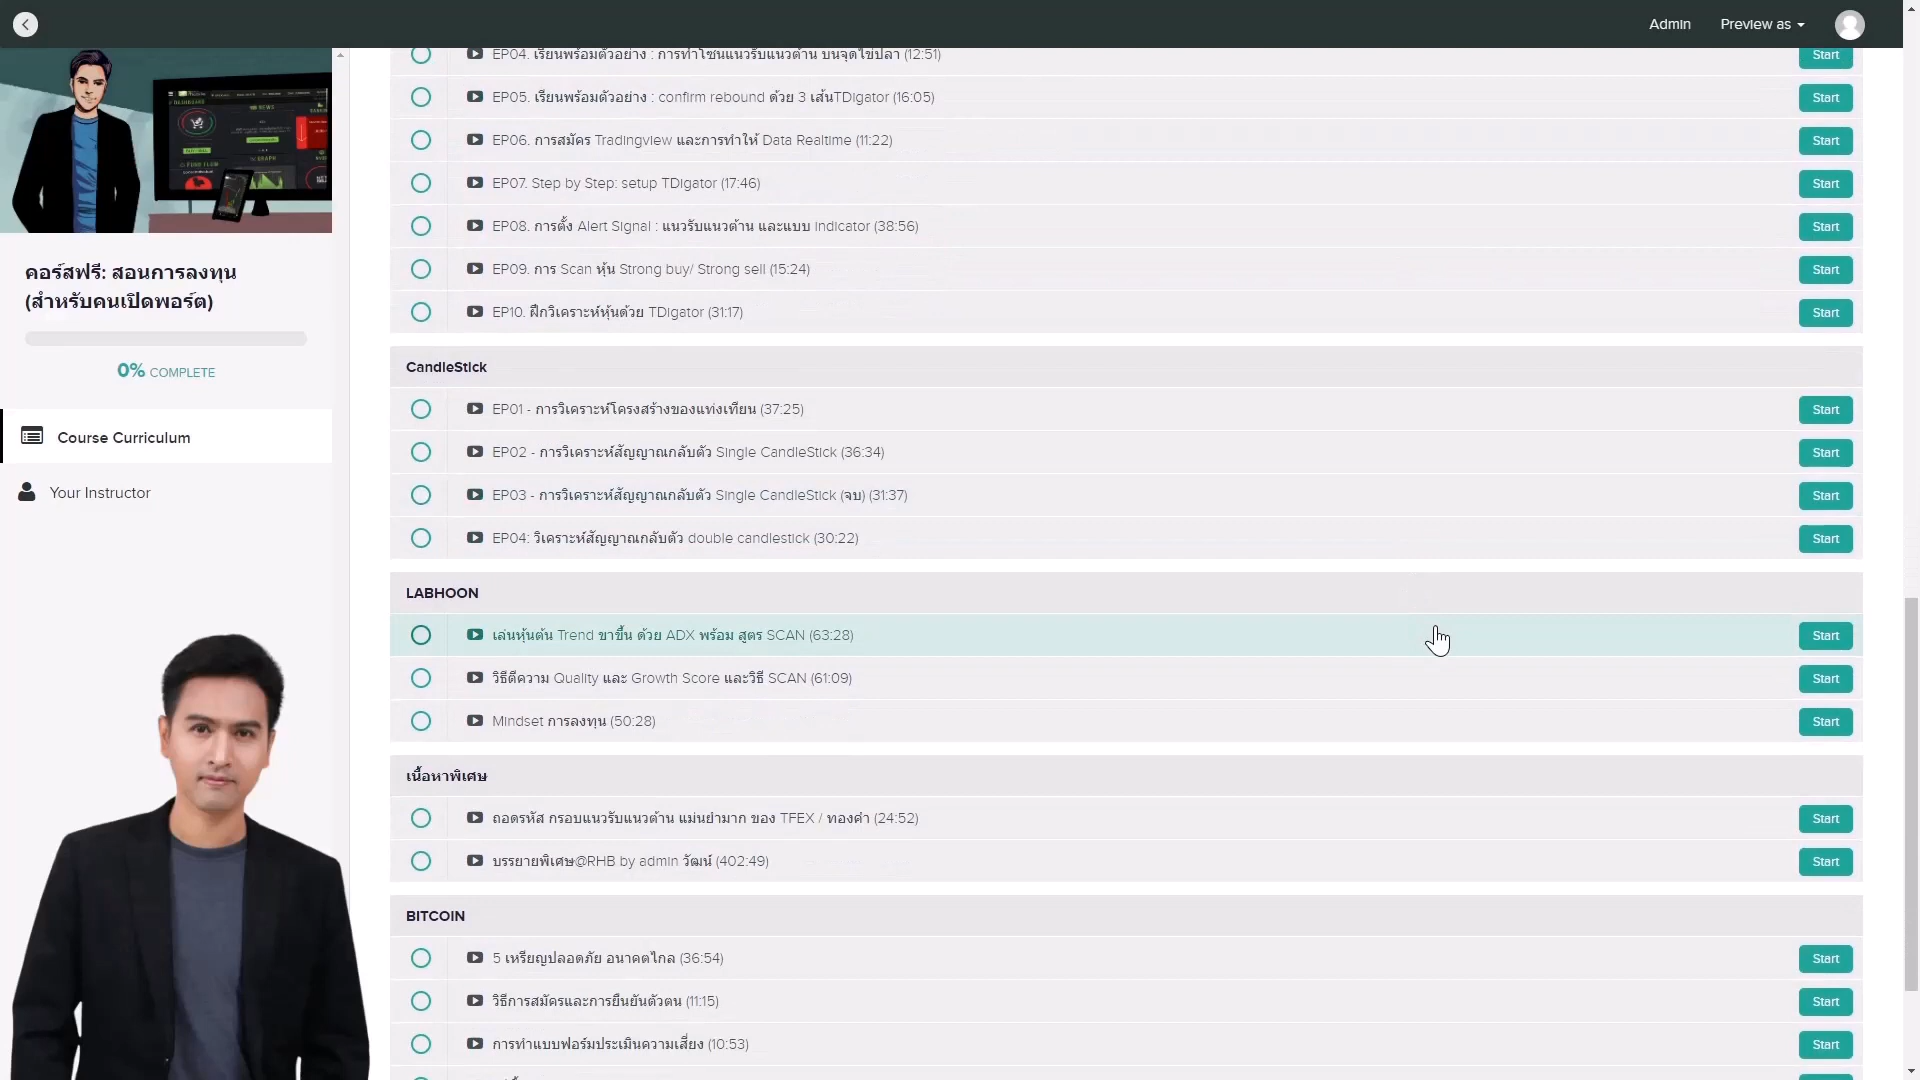 Admin
Preview as
คอร์สฟรี: สอนการลงทุน
(สำหรับคนเปิดพอร์ต)
0% COMPLETE
Course Curriculum
Your Instructor
EP04. เรียนพร้อมตัวอย่าง : การทำโซนแนวรับแนวต้าน บนจุดไข่ปลา (12:51)
Start
EP05. เรียนพร้อมตัวอย่าง : confirm rebound ด้วย 3 เส้นTDigator (16:05)
Start
EP06. การสมัคร Tradingview และการทำให้ Data Realtime (11:22)
Start
EP07. Step by Step: setup TDigator (17:46)
Start
EP08. การตั้ง Alert Signal : แนวรับแนวต้าน และแบบ indicator (38:56)
Start
EP09. การ Scan หุ้น Strong buy/ Strong sell (15:24)
Start
EP10. ฝึกวิเคราะห์หุ้นด้วย TDigator (31:17)
Start
CandleStick
EP01 - การวิเคราะห์โครงสร้างของแท่งเทียน (37:25)
Start
EP02 - การวิเคราะห์สัญญาณกลับตัว Single CandleStick (36:34)
Start
EP03 - การวิเคราะห์สัญญาณกลับตัว Single CandleStick (จบ) (31:37)
Start
EP04: วิเคราะห์สัญญาณกลับตัว double candlestick (30:22)
Start
LABHOON
เล่นหุ้นต้น Trend ขาขึ้น ด้วย ADX พร้อม สูตร SCAN (63:28)
Start
วิธีตีความ Quality และ Growth Score และวิธี SCAN (61:09)
Start
Mindset การลงทุน (50:28)
Start
เนื้อหาพิเศษ
ถอดรหัส กรอบแนวรับแนวต้าน แม่นยำมาก ของ TFEX / ทองคำ (24:52)
Start
บรรยายพิเศษ@RHB by admin วัฒน์ (402:49)
Start
BITCOIN
5 เหรียญปลอดภัย อนาคตไกล (36:54)
Start
วิธีการสมัครและการยืนยันตัวตน (11:15)
Start
การทำแบบฟอร์มประเมินความเสี่ยง (10:53)
Start